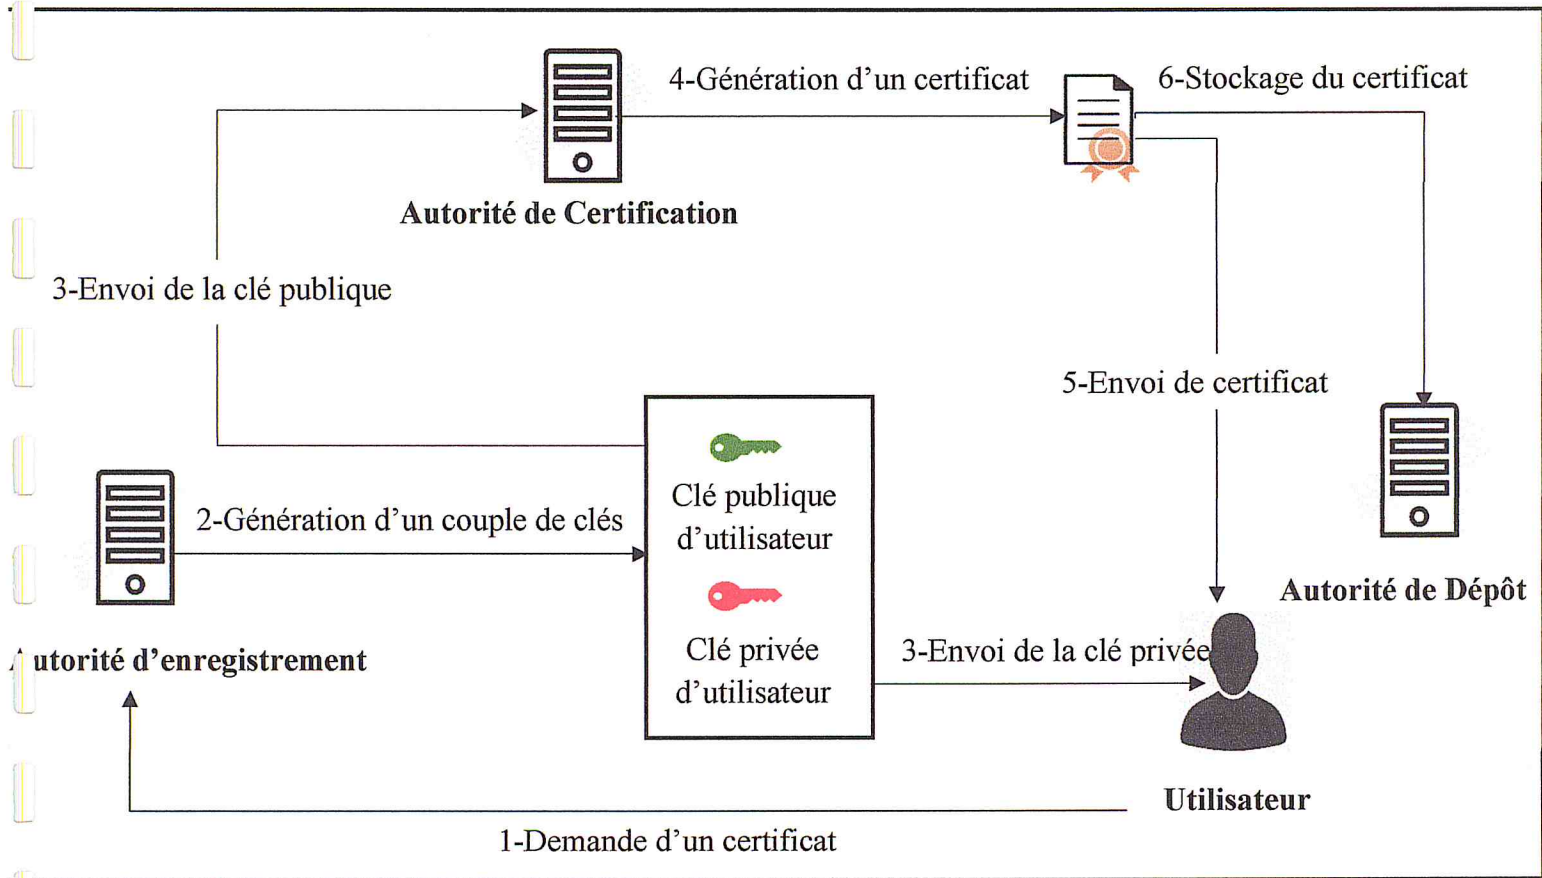 4-Génération d’un certificat
6-Stockage du certificat
Autorité de Certification
3-Envoi de la clé publique
5-Envoi de certificat
Clé publique
d’utilisateur
2-Génération d’un couple de clés
Autorité de Dépôt
Autorité d’enregistrement
Clé privée
d’utilisateur
3-Envoi de la clé privée
Utilisateur
1-Demande d’un certificat